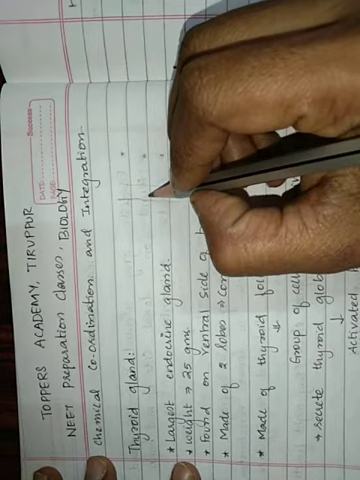 TOPPERS ACADEMY, TIRUPPUR
NEET Preparation classes, BIOLOGY
Success
DATE:
PAGE:
chemical co-ordination and Integration
Thyroid gland:
* Largest endocrine gland.
* weight → 25 gms.
* Found on ventral side of
* Made of 2 lobes →
* Made of thyroid
↓
Group of
* secrete thyroid
↓
Activated